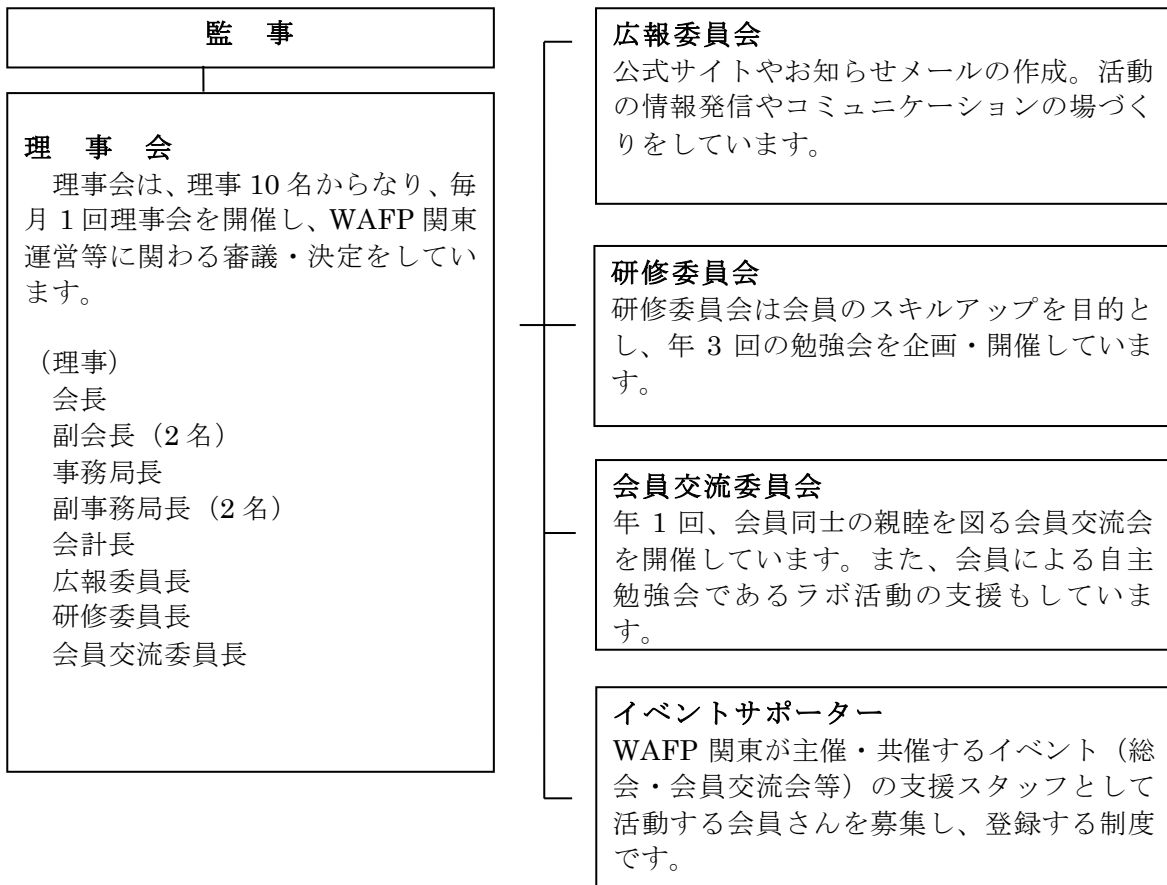 監　事
理　事　会
理事会は、理事 10 名からなり、毎
月 1 回理事会を開催し、WAFP 関東
運営等に関わる審議・決定をしてい
ます。
（理事）
会長
副会長（2 名）
事務局長
副事務局長（2 名）
会計長
広報委員長
研修委員長
会員交流委員長
広報委員会
公式サイトやお知らせメールの作成。活動
の情報発信やコミュニケーションの場づく
りをしています。
研修委員会
研修委員会は会員のスキルアップを目的と
し、年 3 回の勉強会を企画・開催していま
す。
会員交流委員会
年 1 回、会員同士の親睦を図る会員交流会
を開催しています。また、会員による自主
勉強会であるラボ活動の支援もしていま
す。
イベントサポーター
WAFP 関東が主催・共催するイベント（総
会・会員交流会等）の支援スタッフとして
活動する会員さんを募集し、登録する制度
です。